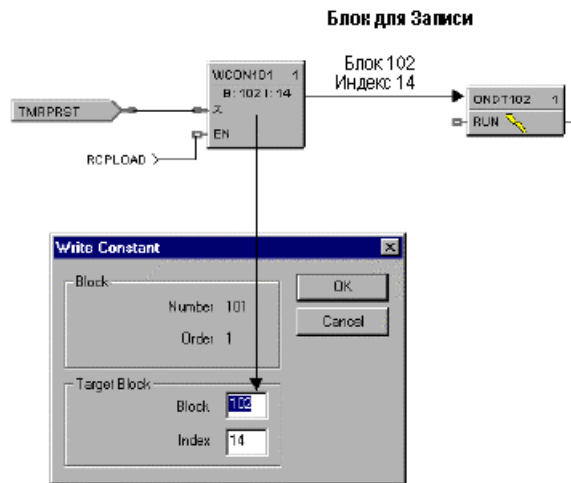 Блок для Записи
WCON101 1
B: 102 I: 14
X
EN
TMRPRST
RCPLOAD
Блок 102
Индекс 14
ONDT102 1
RUN
Write Constant
Block
Number 101
Order 1
OK
Cancel
Target Block
Block 102
Index 14